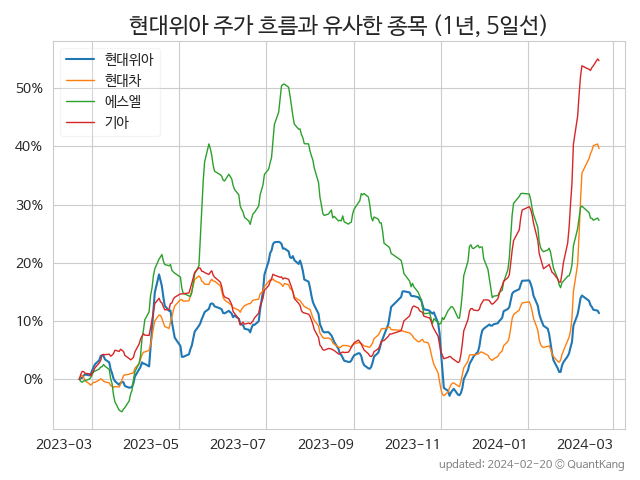 현대위아 주가 흐름과 유사한 종목 (1년, 5일선)
현대위아
현대차
에스엘
기아
50%
40%
30%
20%
10%
0%
2023-03 2023-05 2023-07 2023-09 2023-11 2024-01 2024-03
updated: 2024-02-20 © QuantKang